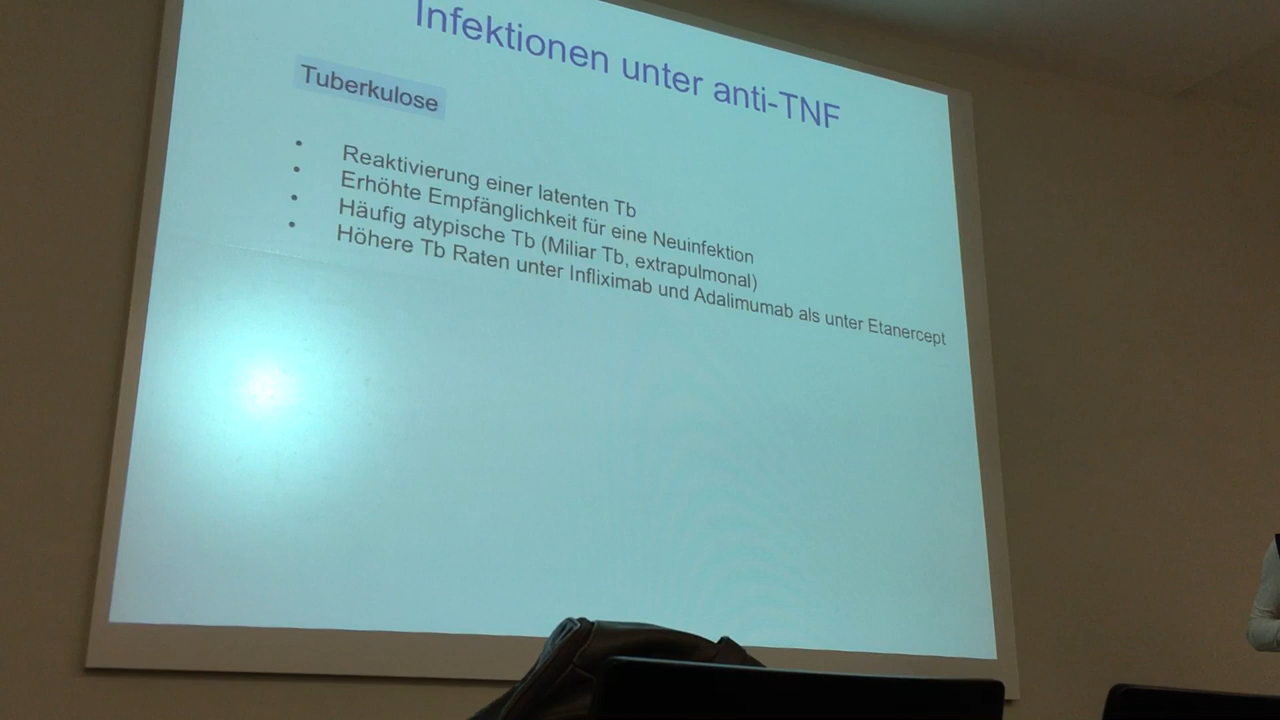 Infektionen unter anti-TNF
Tuberkulose
• Reaktivierung einer latenten Tb
• Erhöhte Empfänglichkeit für eine Neuinfektion
• Häufig atypische Tb (Miliar Tb, extrapulmonal)
• Höhere Tb Raten unter Infliximab und Adalimumab als unter Etanercept